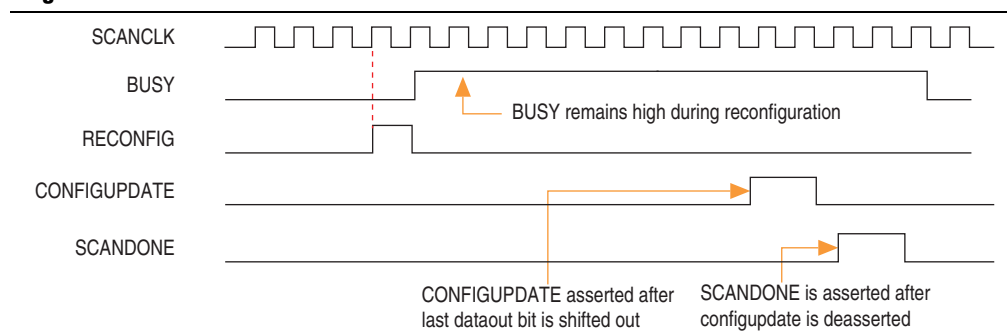 SCANCLK
BUSY
BUSY remains high during reconfiguration
RECONFIG
CONFIGUPDATE
SCANDONE
CONFIGUPDATE asserted after
last dataout bit is shifted out
SCANDONE is asserted after
configupdate is deasserted